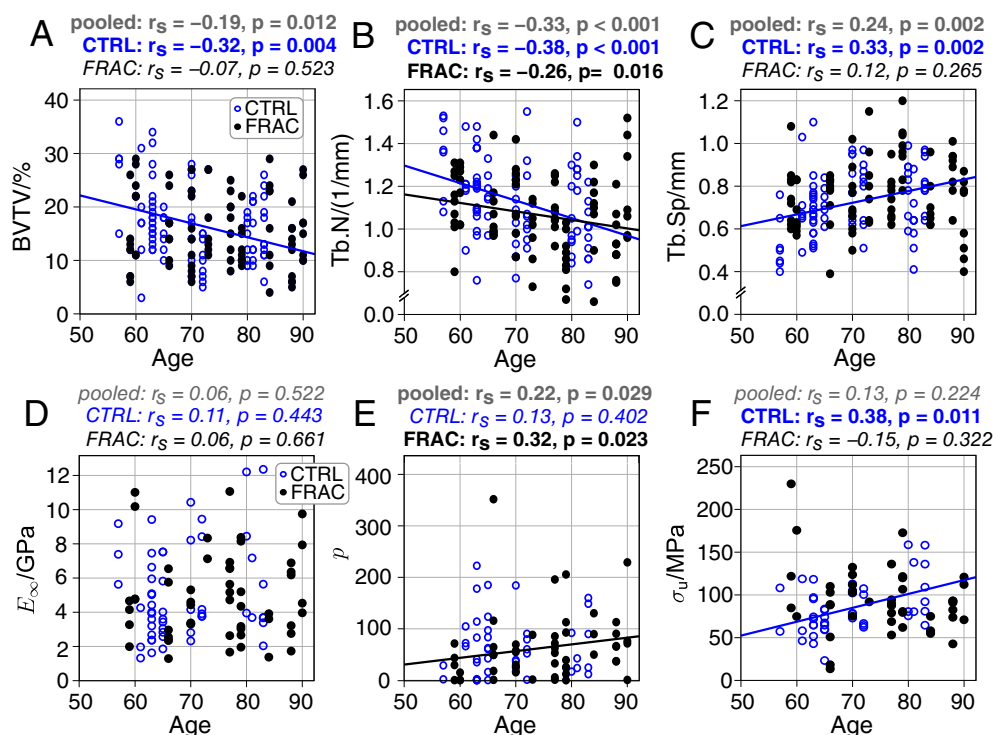 A
pooled: rs = −0.19, p = 0.012
CTRL: rs = −0.32, p = 0.004
FRAC: rs = −0.07, p = 0.523
BVTV/%
40
30
20
10
0
50 60 70 80 90
Age
CTRL
FRAC
B
pooled: rs = −0.33, p < 0.001
CTRL: rs = −0.38, p < 0.001
FRAC: rs = −0.26, p= 0.016
Tb.N/(1/mm)
1.6
1.4
1.2
1.0
0.8
0.0
50 60 70 80 90
Age
C
pooled: rs = 0.24, p = 0.002
CTRL: rs = 0.33, p = 0.002
FRAC: rs = 0.12, p = 0.265
Tb.Sp/mm
1.2
1.0
0.8
0.6
0.4
0.0
50 60 70 80 90
Age
D
pooled: rs = 0.06, p = 0.522
CTRL: rs = 0.11, p = 0.443
FRAC: rs = 0.06, p = 0.661
E∞/GPa
12
10
8
6
4
2
0
50 60 70 80 90
Age
CTRL
FRAC
E
pooled: rs = 0.22, p = 0.029
CTRL: rs = 0.13, p = 0.402
FRAC: rs = 0.32, p = 0.023
p
400
300
200
100
0
50 60 70 80 90
Age
F
pooled: rs = 0.13, p = 0.224
CTRL: rs = 0.38, p = 0.011
FRAC: rs = −0.15, p = 0.322
σu/MPa
250
200
150
100
50
0
50 60 70 80 90
Age